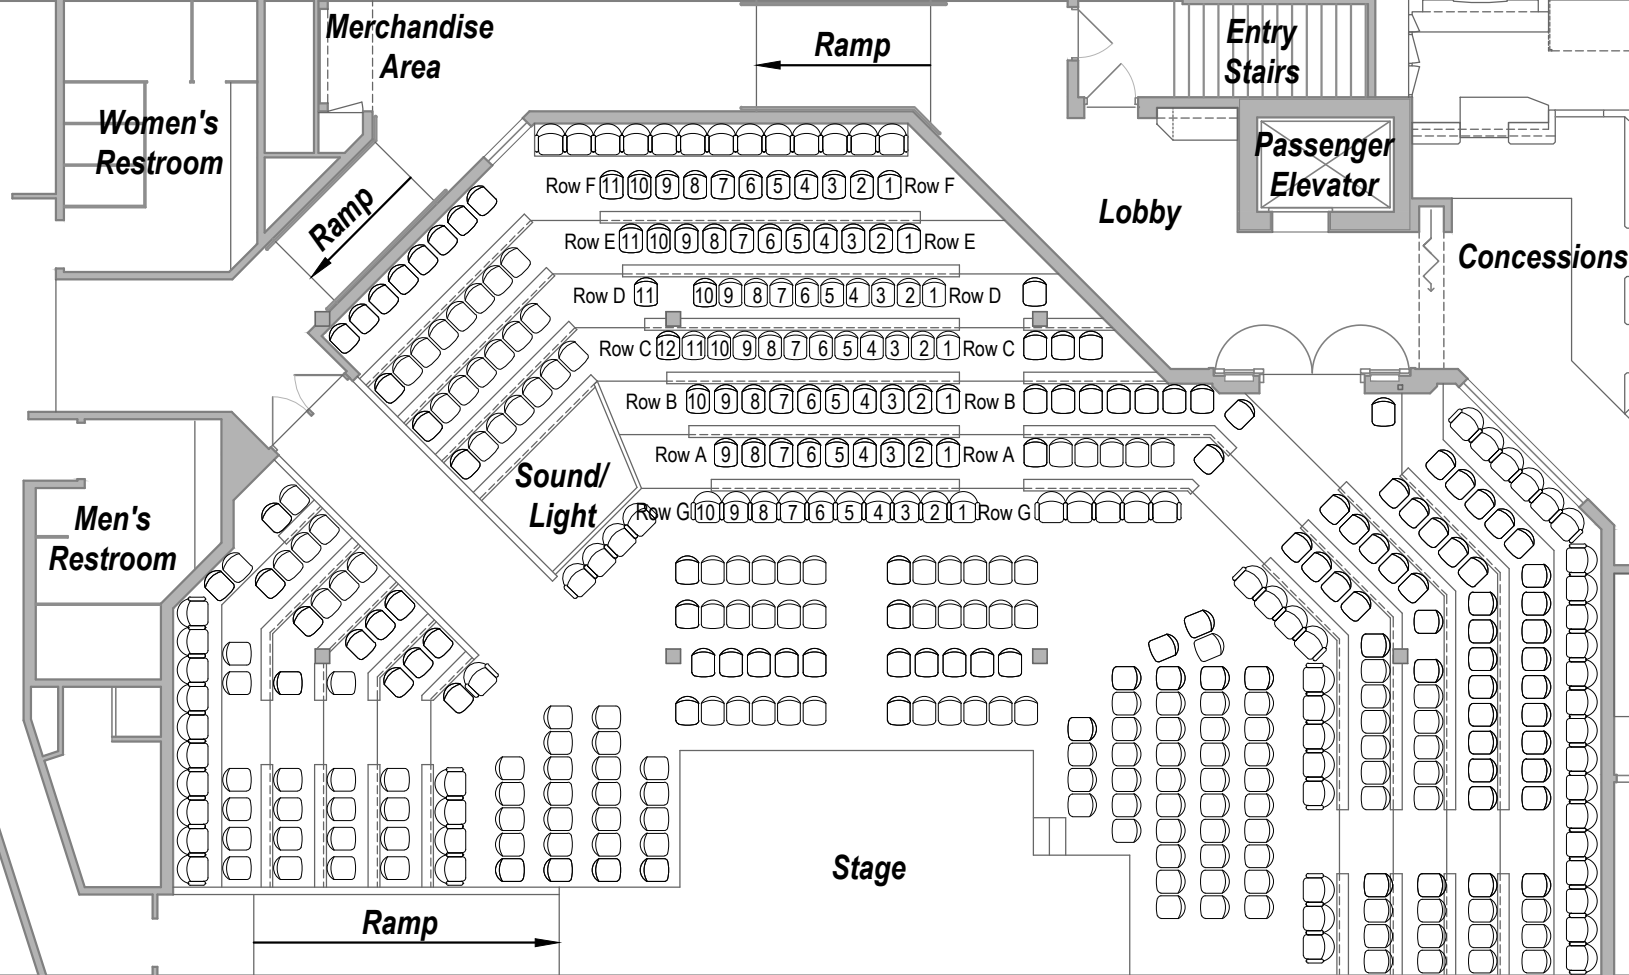 Merchandise
Area
Ramp
Entry
Stairs
Women's
Restroom
Passenger
Elevator
Ramp
Lobby
Concessions
Row F 11 10 9 8 7 6 5 4 3 2 1 Row F
Row E 11 10 9 8 7 6 5 4 3 2 1 Row E
Row D 11 10 9 8 7 6 5 4 3 2 1 Row D
Row C 12 11 10 9 8 7 6 5 4 3 2 1 Row C
Row B 10 9 8 7 6 5 4 3 2 1 Row B
Row A 9 8 7 6 5 4 3 2 1 Row A
Sound/
Light
Row G 10 9 8 7 6 5 4 3 2 1 Row G
Men's
Restroom
Stage
Ramp